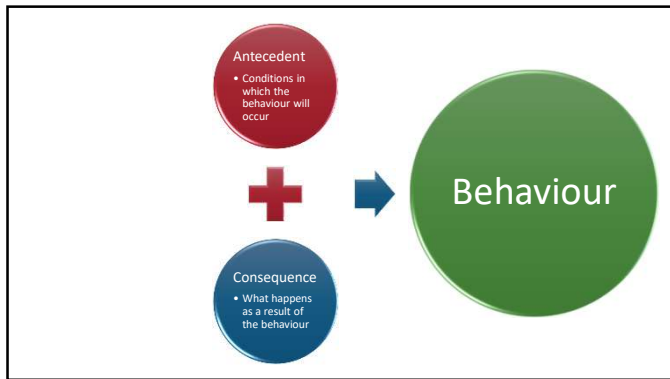 Antecedent
• Conditions in
which the
behaviour will
occur
Behaviour
Consequence
• What happens
as a result of
the behaviour